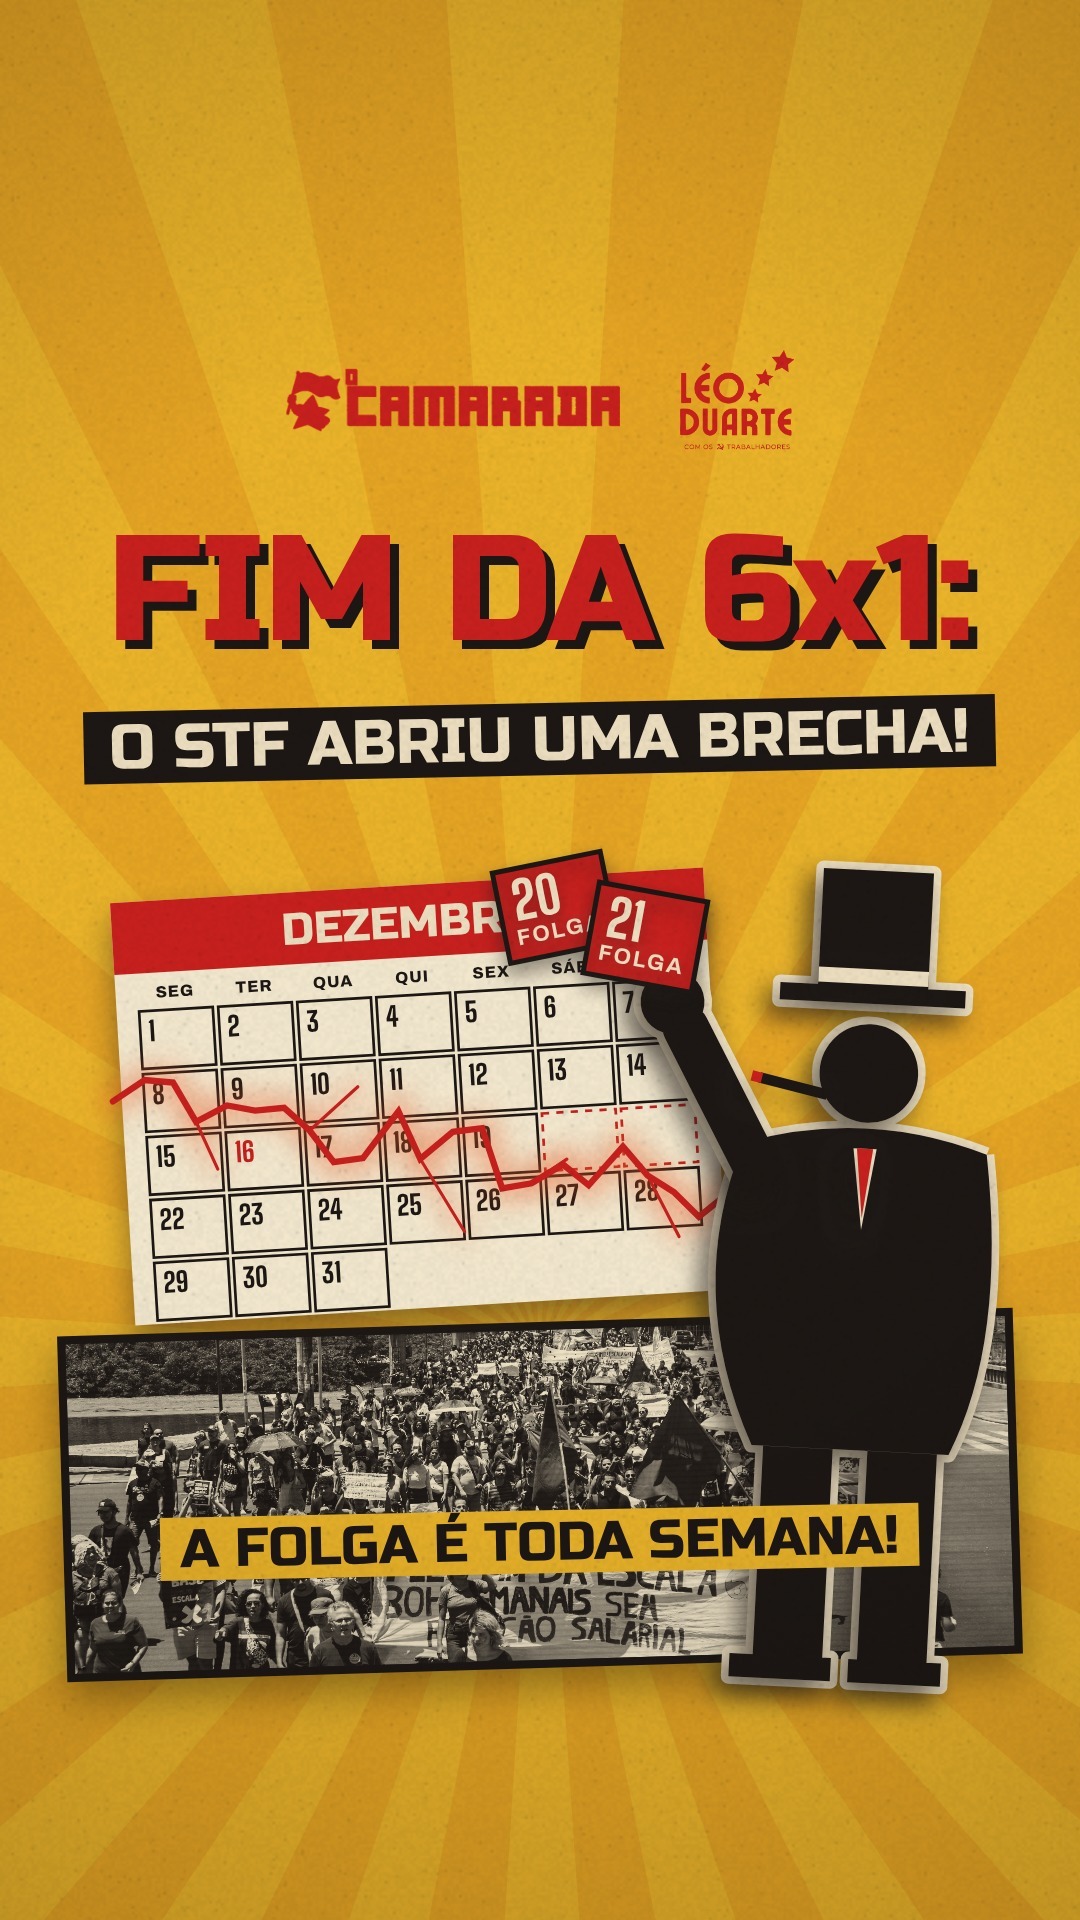 O CAMARADA
LÉO
DUARTE
COM OS TRABALHADORES
FIM DA 6x1:
O STF ABRIU UMA BRECHA!
20
FOLGA
21
FOLGA
DEZEMBR
SEG TER QUA QUI SEX SÁB
1 2 3 4 5 6 7
8 9 10 11 12 13 14
15 16 17 18 19
22 23 24 25 26 27 28
29 30 31
A FOLGA É TODA SEMANA!
ESCALA
MANAIS SEM
SALARIAL